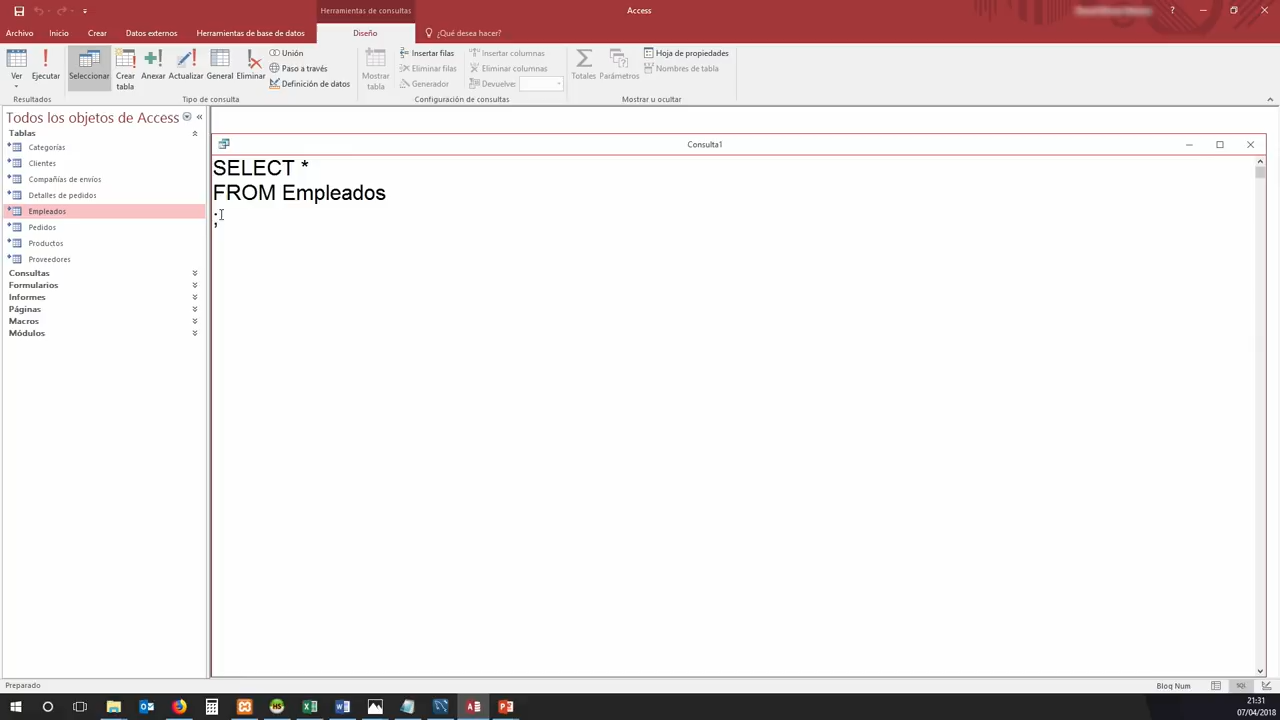 Herramientas de consultas
Access
?
Archivo
Inicio
Crear
Datos externos
Herramientas de base de datos
Diseño
¿Qué desea hacer?
Ver
Ejecutar
Resultados
Seleccionar
Crear tabla
Anexar
Actualizar
General
Eliminar
Unión
Paso a través
Definición de datos
Tipo de consulta
Mostrar tabla
Insertar filas
Eliminar filas
Generador
Insertar columnas
Eliminar columnas
Devuelve:
Configuración de consultas
Totales
Parámetros
Hoja de propiedades
Nombres de tabla
Mostrar u ocultar
Todos los objetos de Access
Tablas
Categorías
Clientes
Compañías de envíos
Detalles de pedidos
Empleados
Pedidos
Productos
Proveedores
Consultas
Formularios
Informes
Páginas
Macros
Módulos
Consulta1
SELECT *
FROM Empleados
;
Preparado
Bloq Num
SQL
21:31
07/04/2018